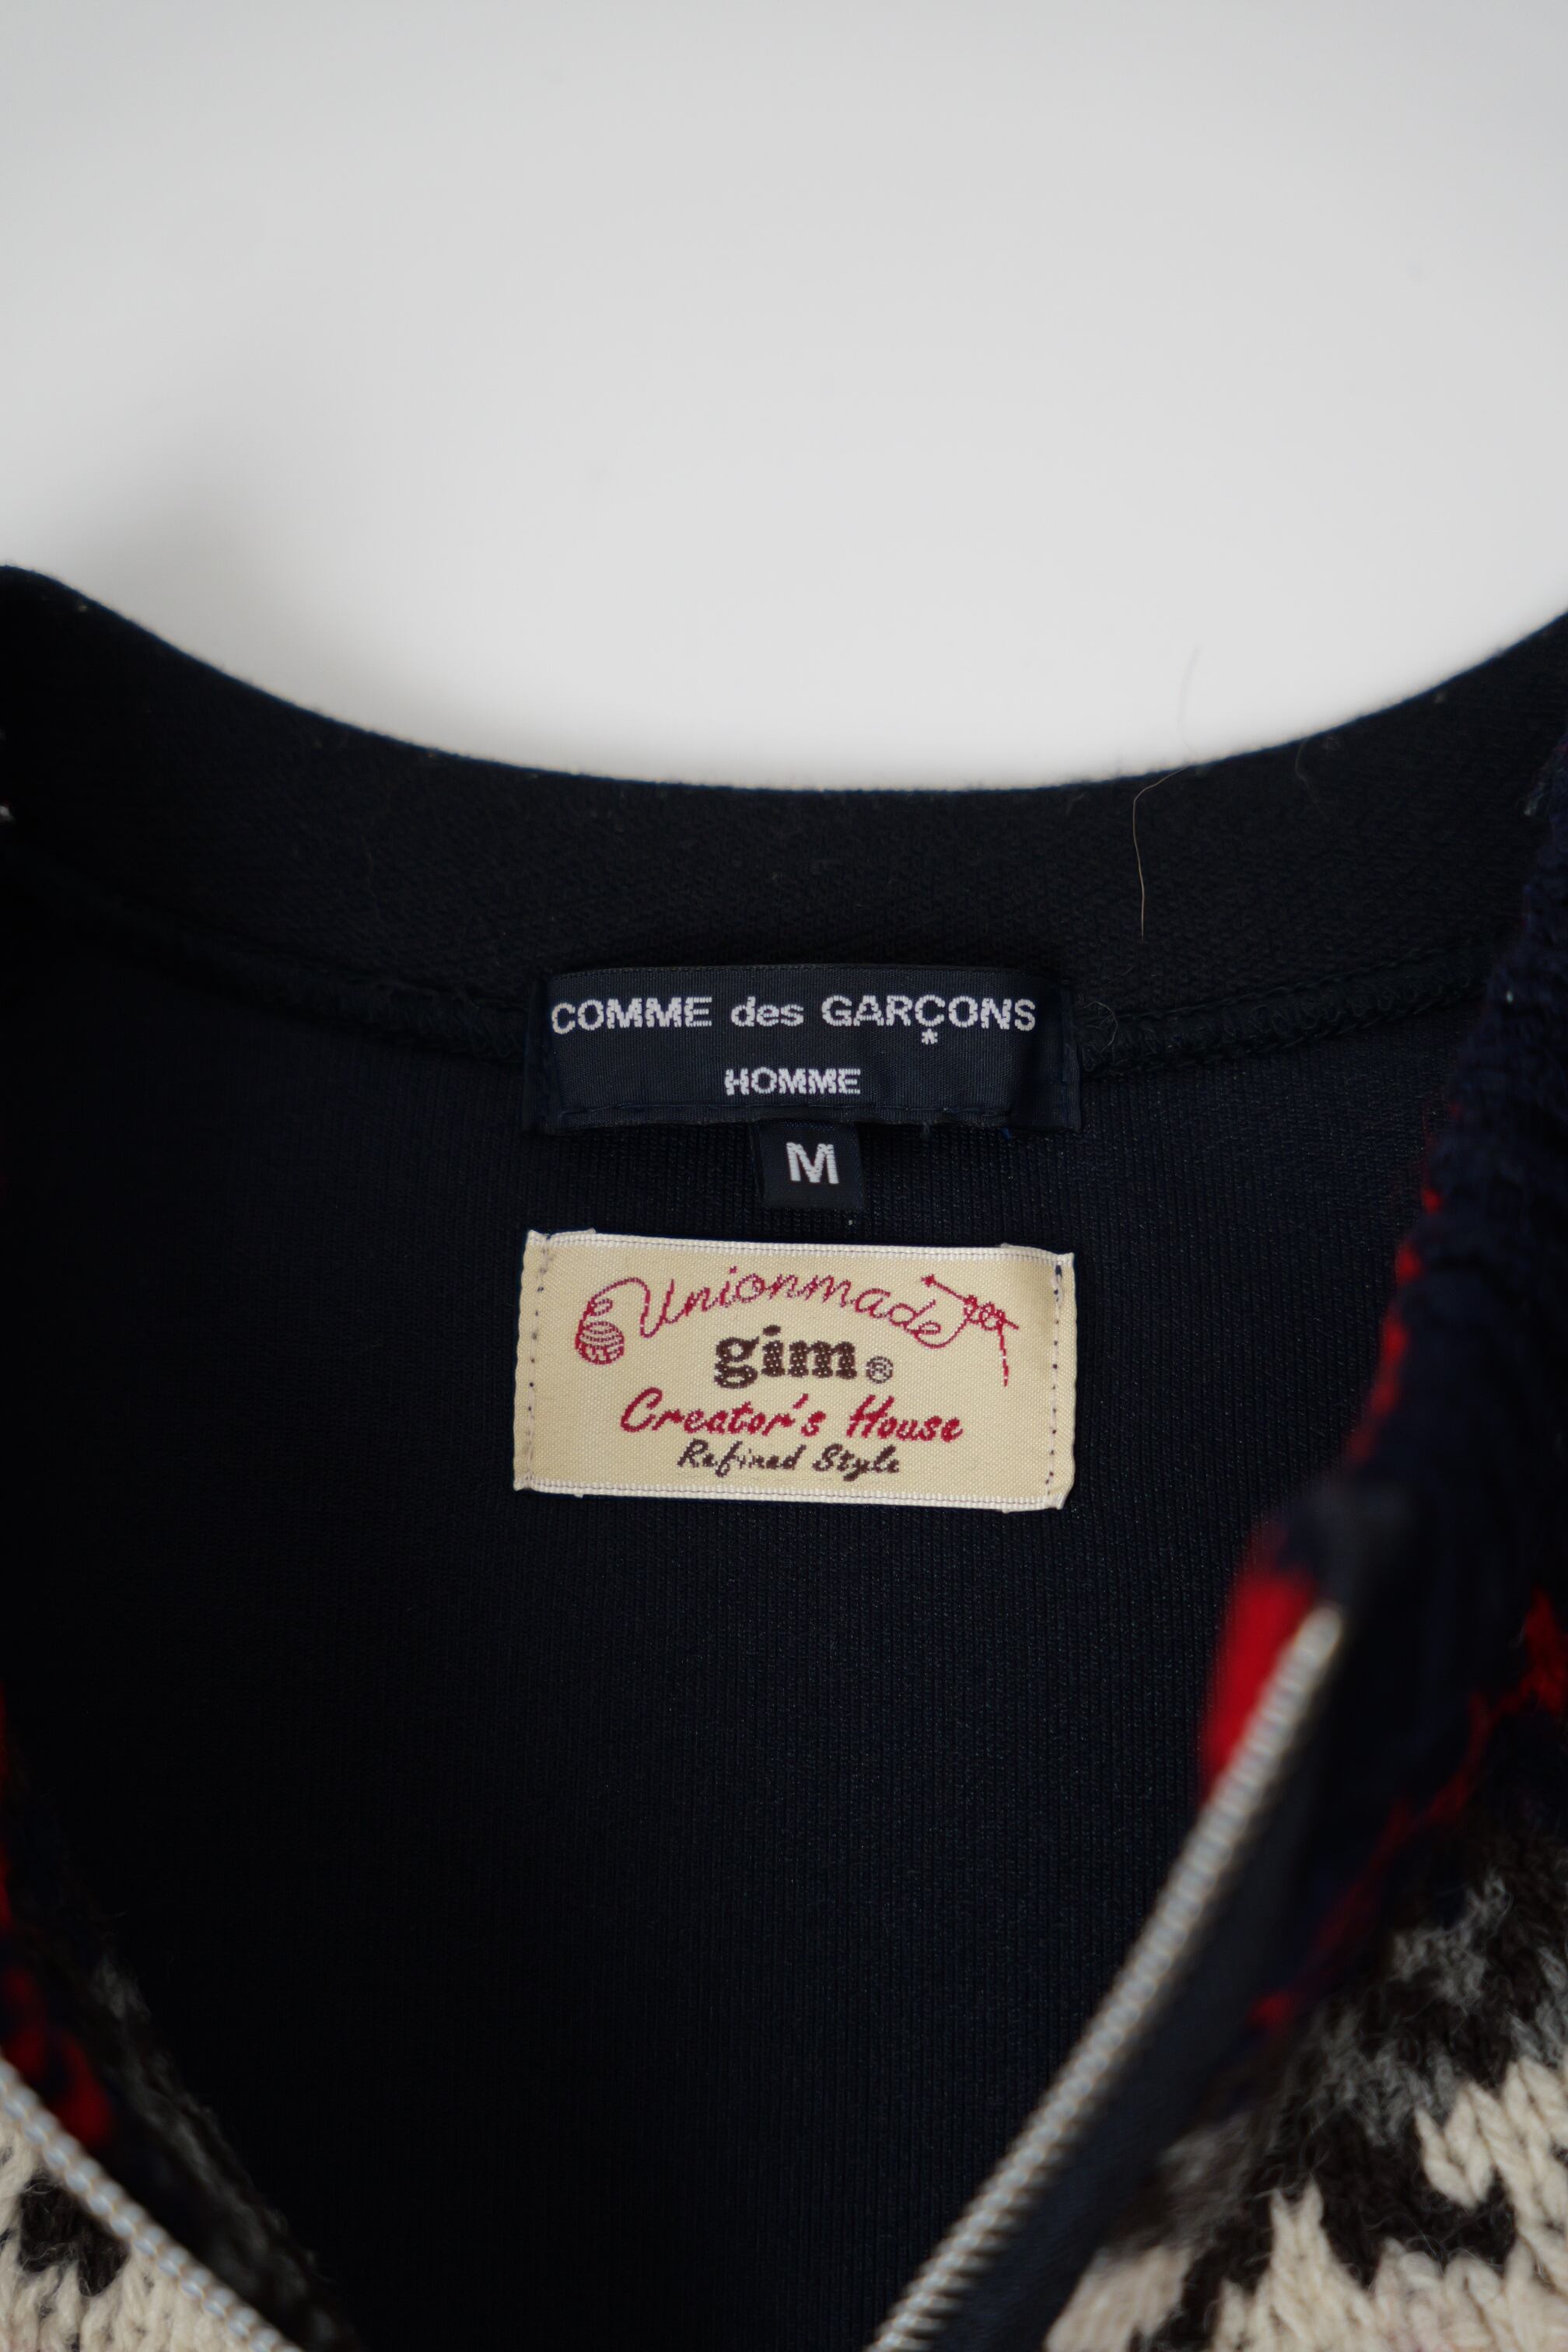 COMME des GARÇONS
*
HOMME
M
Unionmade
gim®
Creator's House
Refined Style